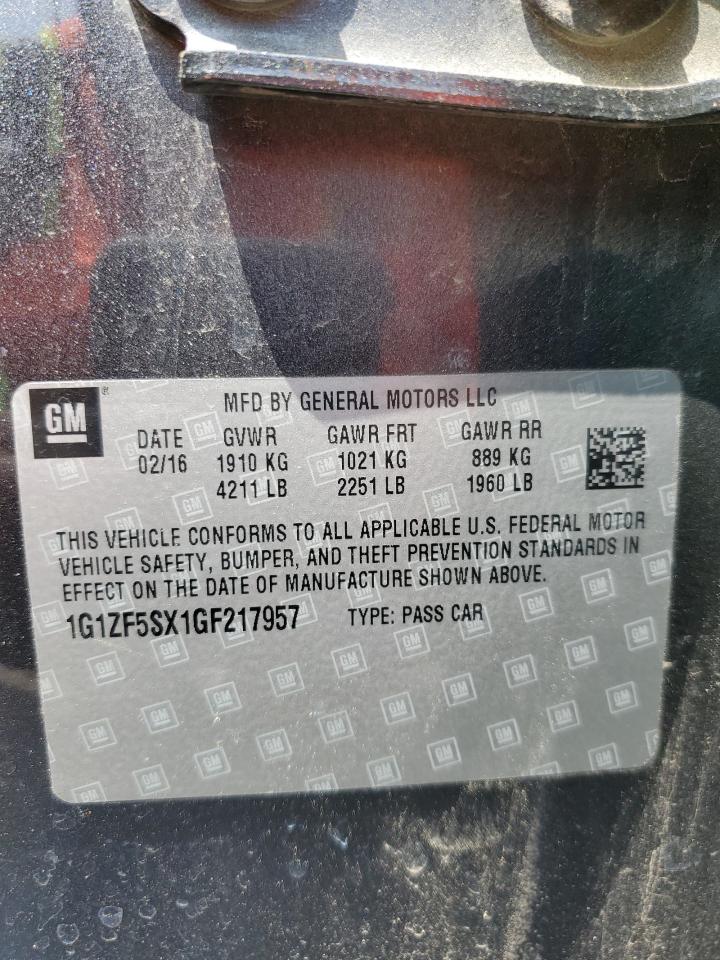 GM ® MFD BY GENERAL MOTORS LLC
DATE GVWR GAWR FRT GAWR RR
02/16 1910 KG 1021 KG 889 KG
4211 LB 2251 LB 1960 LB
THIS VEHICLE CONFORMS TO ALL APPLICABLE U.S. FEDERAL MOTOR
VEHICLE SAFETY, BUMPER, AND THEFT PREVENTION STANDARDS IN
EFFECT ON THE DATE OF MANUFACTURE SHOWN ABOVE.
1G1ZF5SX1GF217957 TYPE: PASS CAR